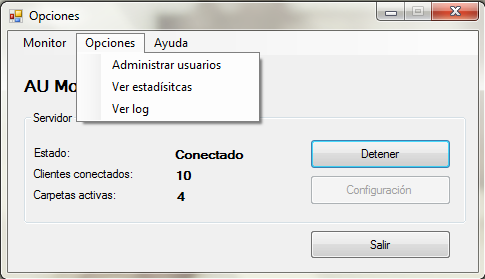 Opciones
Monitor Opciones Ayuda
Administrar usuarios
Ver estadísitcas
Ver log
AU Mo
Servidor
Estado: Conectado
Detener
Clientes conectados: 10
Configuración
Carpetas activas: 4
Salir